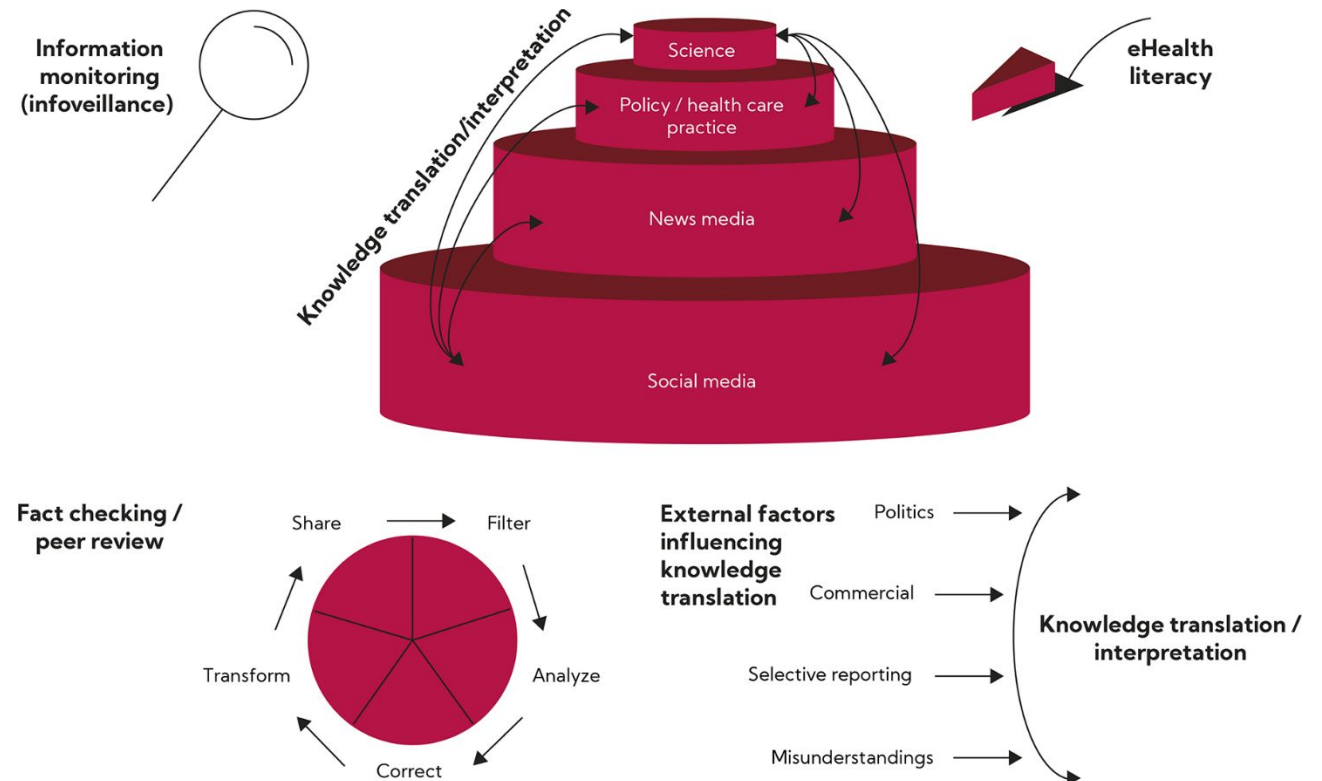 Information
monitoring
(infoveillance)
Knowledge translation/interpretation
Science
Policy / health care
practice
News media
Social media
eHealth
literacy
Fact checking /
peer review
Share
Filter
Analyze
Correct
Transform
External factors
influencing
knowledge
translation
Politics
Commercial
Selective reporting
Misunderstandings
Knowledge translation /
interpretation